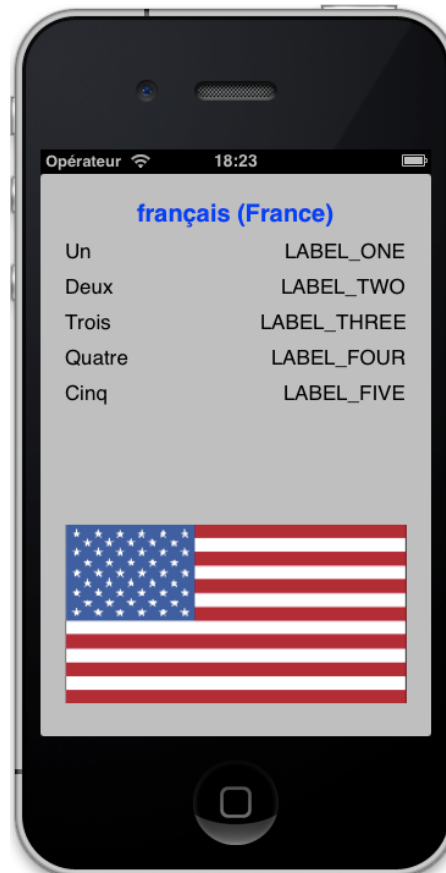 Opérateur 18:23
français (France)
Un LABEL_ONE
Deux LABEL_TWO
Trois LABEL_THREE
Quatre LABEL_FOUR
Cinq LABEL_FIVE